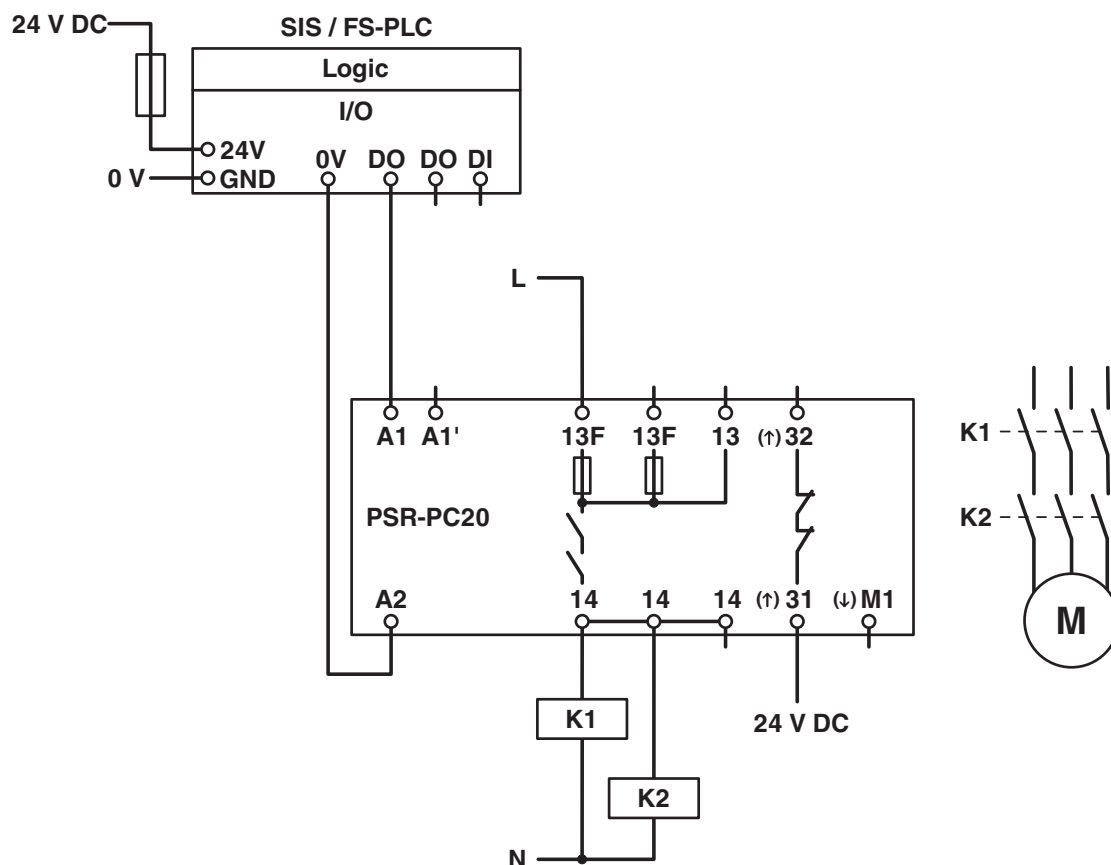 24 V DC
SIS / FS-PLC
Logic
I/O
24V
0V DO DO DI
0 V
GND
L
A1 A1' 13F 13F 13 (↑) 32
K1
PSR-PC20
K2
A2 14 14 14 (↑) 31 (↓) M1
M
K1
24 V DC
K2
N